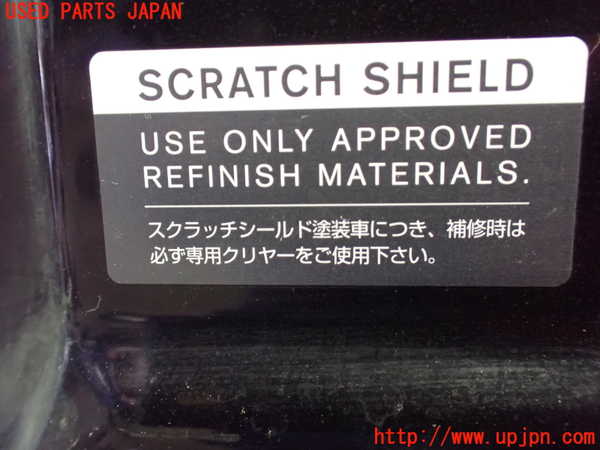 USED PARTS JAPAN
SCRATCH SHIELD
USE ONLY APPROVED
REFINISH MATERIALS.
スクラッチシールド塗装車につき、補修時は
必ず専用クリヤーをご使用下さい。
http://www.upjpn.com/